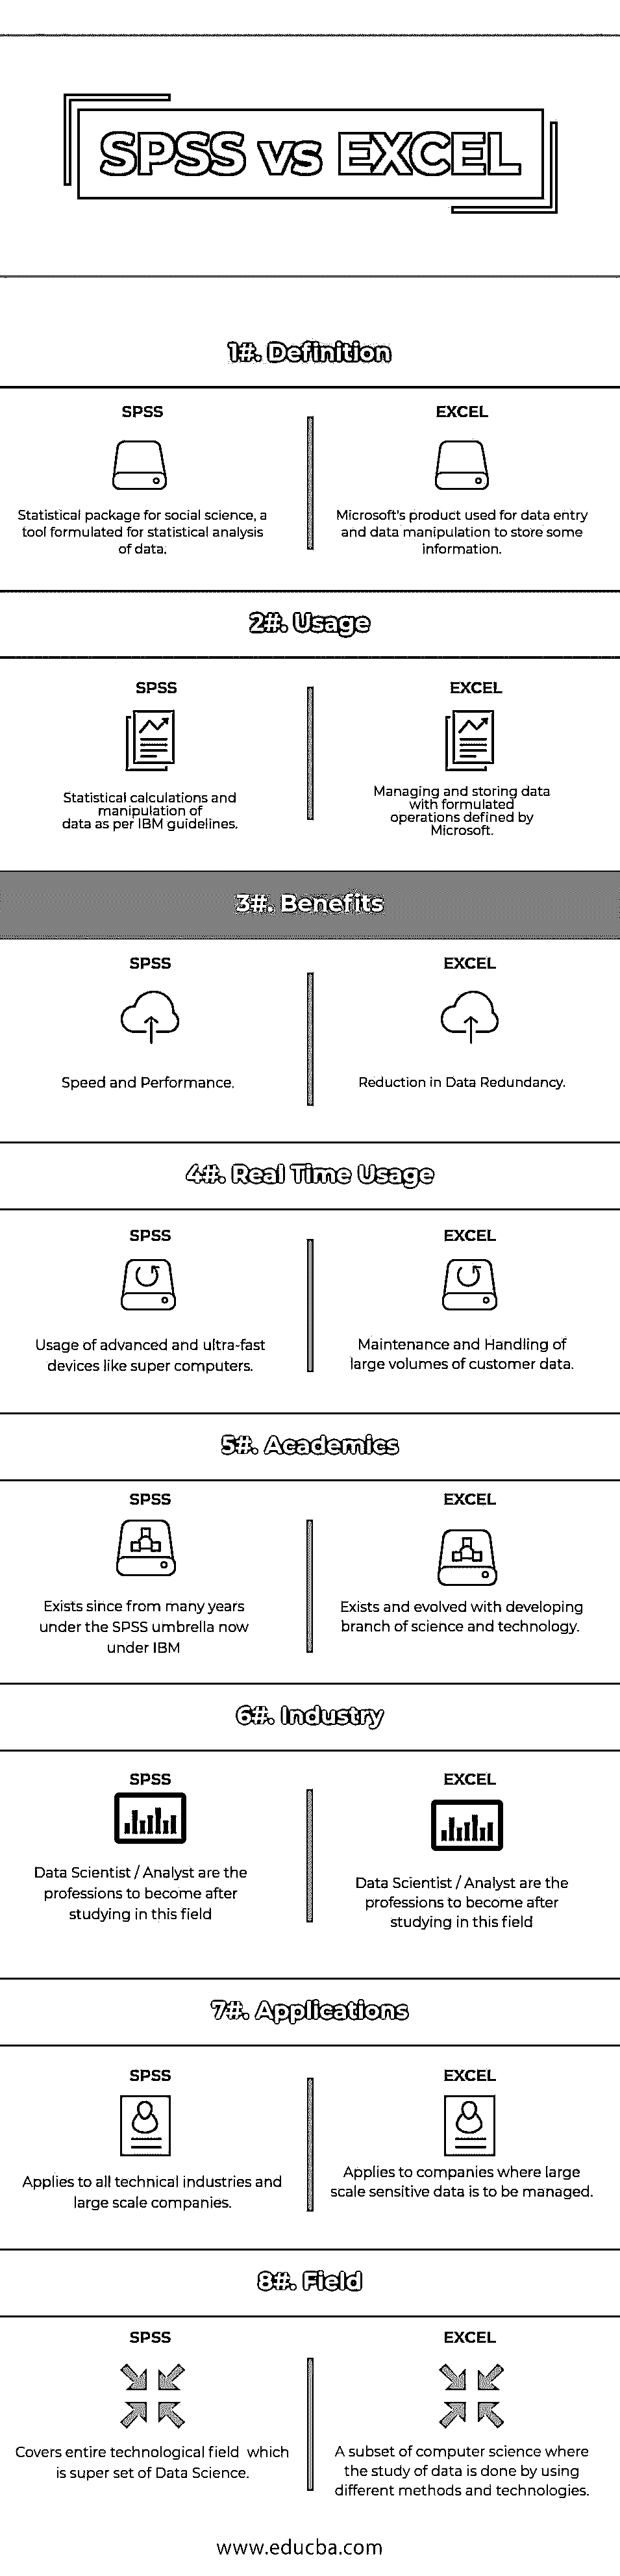 SPSS vs EXCEL
1#. Definition
SPSS
Statistical package for social science, a
tool formulated for statistical analysis
of data.
EXCEL
Microsoft's product used for data entry
and data manipulation to store some
information.
2#. Usage
SPSS
Statistical calculations and
manipulation of
data as per IBM guidelines.
EXCEL
Managing and storing data
with formulated
operations defined by
Microsoft.
3#. Benefits
SPSS
Speed and Performance.
EXCEL
Reduction in Data Redundancy.
4#. Real Time Usage
SPSS
Usage of advanced and ultra-fast
devices like super computers.
EXCEL
Maintenance and Handling of
large volumes of customer data.
5#. Academics
SPSS
Exists since from many years
under the SPSS umbrella now
under IBM
EXCEL
Exists and evolved with developing
branch of science and technology.
6#. Industry
SPSS
Data Scientist / Analyst are the
professions to become after
studying in this field
EXCEL
Data Scientist / Analyst are the
professions to become after
studying in this field
7#. Applications
SPSS
Applies to all technical industries and
large scale companies.
EXCEL
Applies to companies where large
scale sensitive data is to be managed.
8#. Field
SPSS
Covers entire technological field which
is super set of Data Science.
EXCEL
A subset of computer science where
the study of data is done by using
different methods and technologies.
www.educba.com